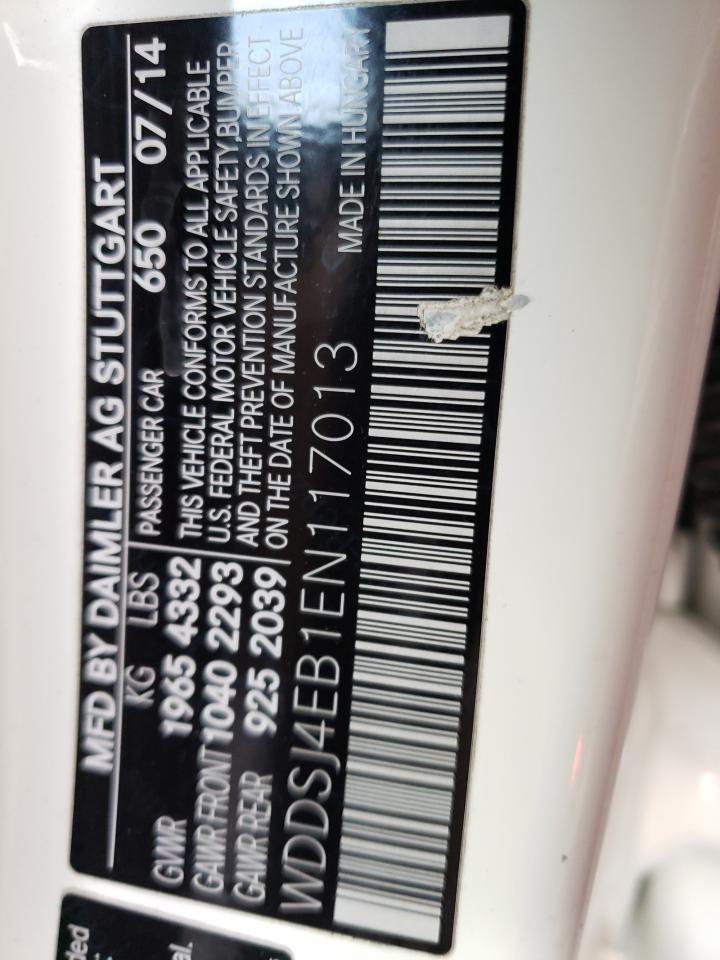 MFD BY DAIMLER AG STUTTGART
KG LBS PASSENGER CAR 650 07/14
GVWR 1965 4332 THIS VEHICLE CONFORMS TO ALL APPLICABLE
GAWR FRONT 1040 2293 U.S. FEDERAL MOTOR VEHICLE SAFETY, BUMPER,
GAWR REAR 925 2039 AND THEFT PREVENTION STANDARDS IN EFFECT
ON THE DATE OF MANUFACTURE SHOWN ABOVE
WDDSJ4EB1EN117013 MADE IN HUNGARY
ded
al.